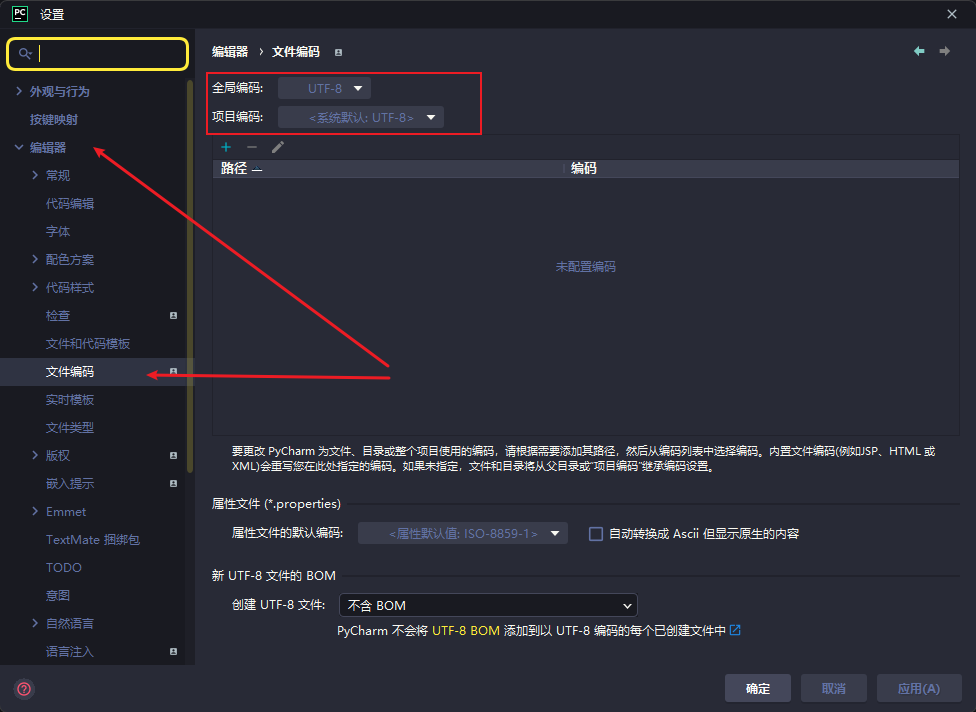 PC 设置
外观与行为
按键映射
编辑器
常规
代码编辑
字体
配色方案
代码样式
检查
文件和代码模板
文件编码
实时模板
文件类型
版权
嵌入提示
Emmet
TextMate 捆绑包
TODO
意图
自然语言
语言注入
编辑器 › 文件编码
全局编码: UTF-8
项目编码: <系统默认: UTF-8>
路径 编码
未配置编码
要更改 PyCharm 为文件、目录或整个项目使用的编码，请根据需要添加其路径，然后从编码列表中选择编码。内置文件编码(例如JSP、HTML 或
XML)会重写您在此处指定的编码。如果未指定，文件和目录将从父目录或"项目编码"继承编码设置。
属性文件 (*.properties)
属性文件的默认编码: <属性默认值: ISO-8859-1> 自动转换成 Ascii 但显示原生的内容
新 UTF-8 文件的 BOM
创建 UTF-8 文件: 不含 BOM
PyCharm 不会将 UTF-8 BOM 添加到以 UTF-8 编码的每个已创建文件中
确定 取消 应用(A)